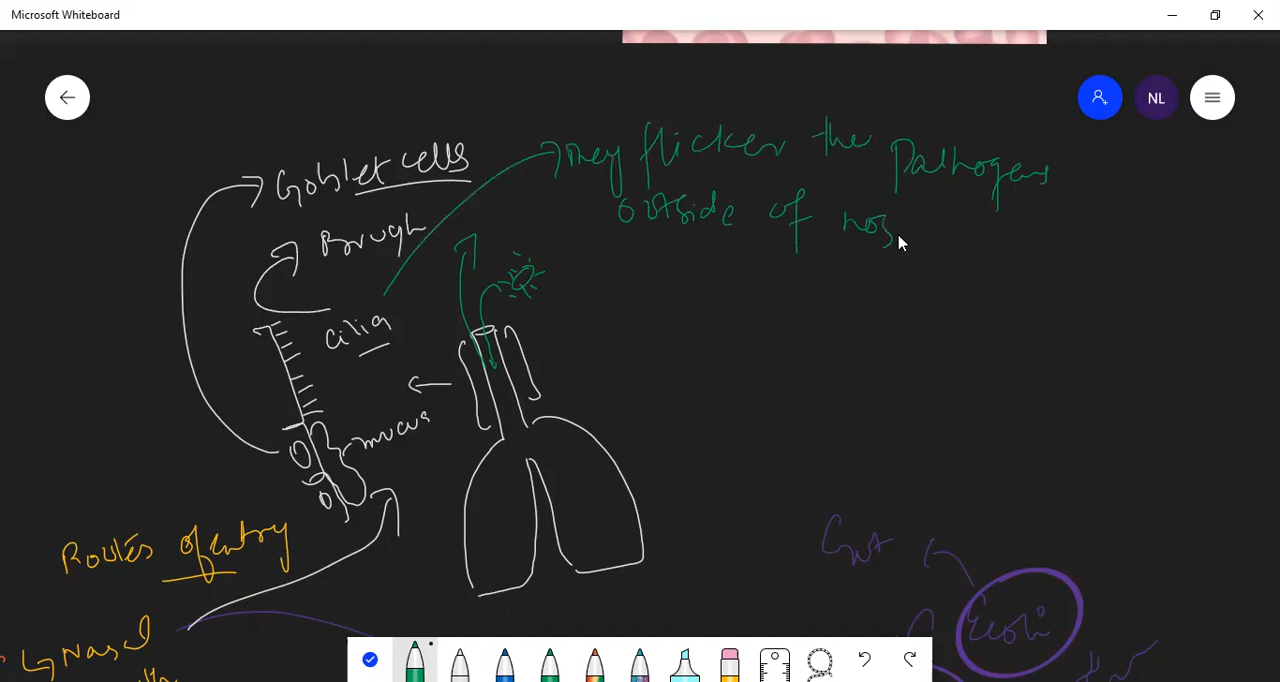 Microsoft Whiteboard
NL
Goblet cells
They flicker the Pathogens
outside of nos
Brush
cilia
mucus
Routes of entry
Nasal
Gut
Ecoli